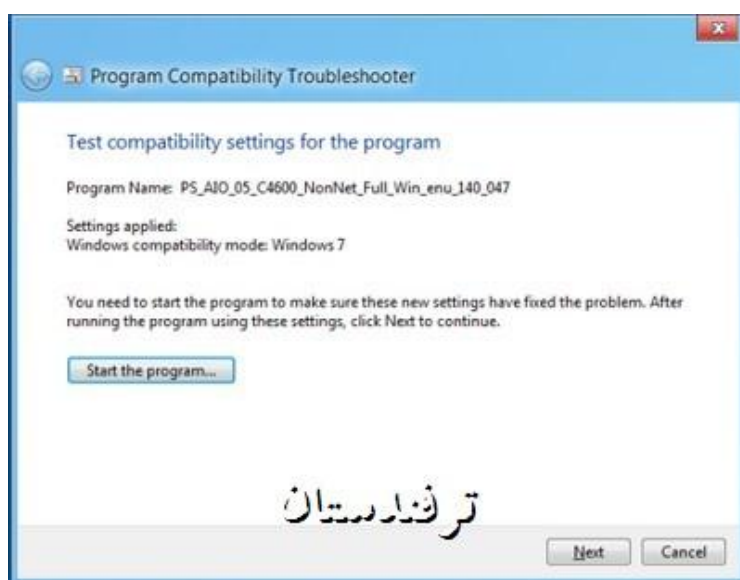 Program Compatibility Troubleshooter
Test compatibility settings for the program
Program Name: PS_AIO_05_C4600_NonNet_Full_Win_enu_140_047
Settings applied:
Windows compatibility mode: Windows 7
You need to start the program to make sure these new settings have fixed the problem. After
running the program using these settings, click Next to continue.
Start the program...
ترفندستان
Next
Cancel